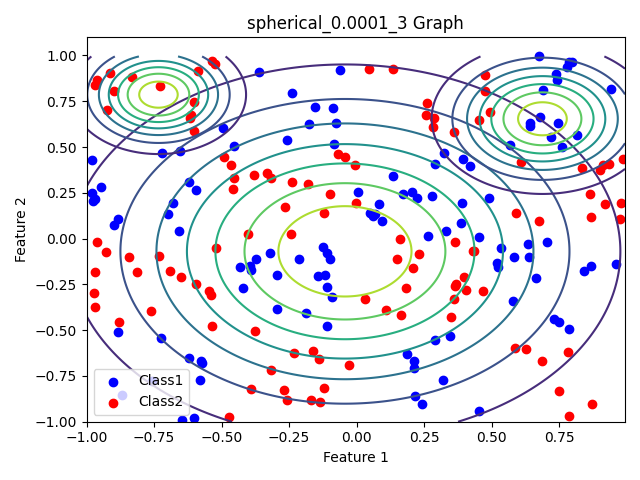 spherical_0.0001_3 Graph
1.00
0.75
0.50
0.25
0.00
−0.25
−0.50
−0.75
−1.00
Feature 2
Class1
Class2
−1.00 −0.75 −0.50 −0.25 0.00 0.25 0.50 0.75
Feature 1